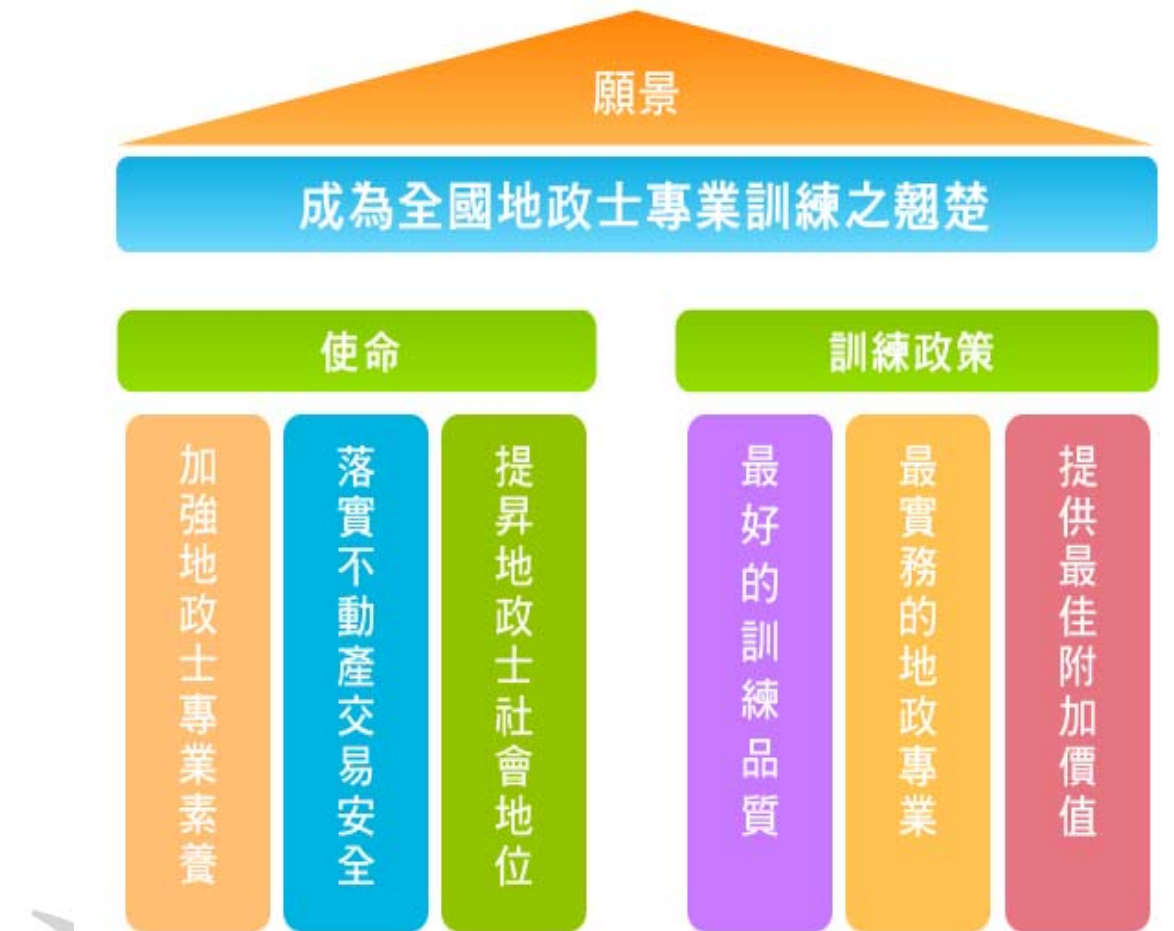 願景
成為全國地政士專業訓練之翹楚
使命
加強地政士專業素養
落實不動產交易安全
提昇地政士社會地位
訓練政策
最好的訓練品質
最實務的地政專業
提供最佳附加價值